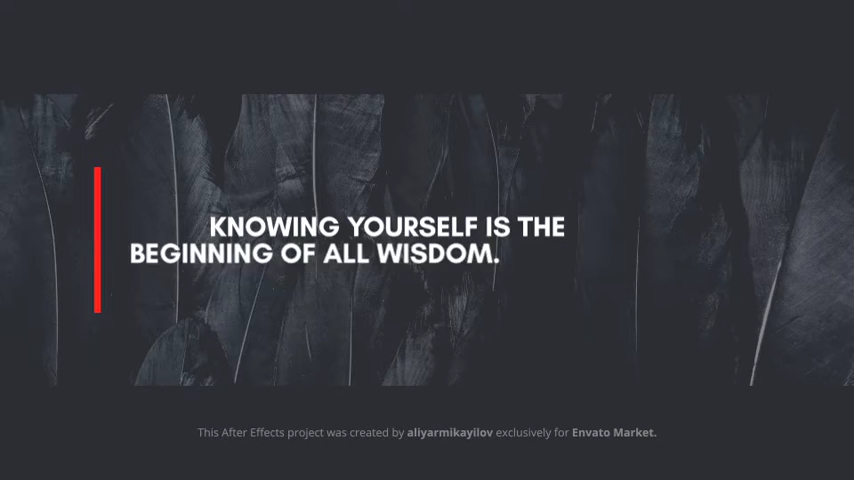 KNOWING YOURSELF IS THE
BEGINNING OF ALL WISDOM.
This After Effects project was created by aliyarmikayilov exclusively for Envato Market.